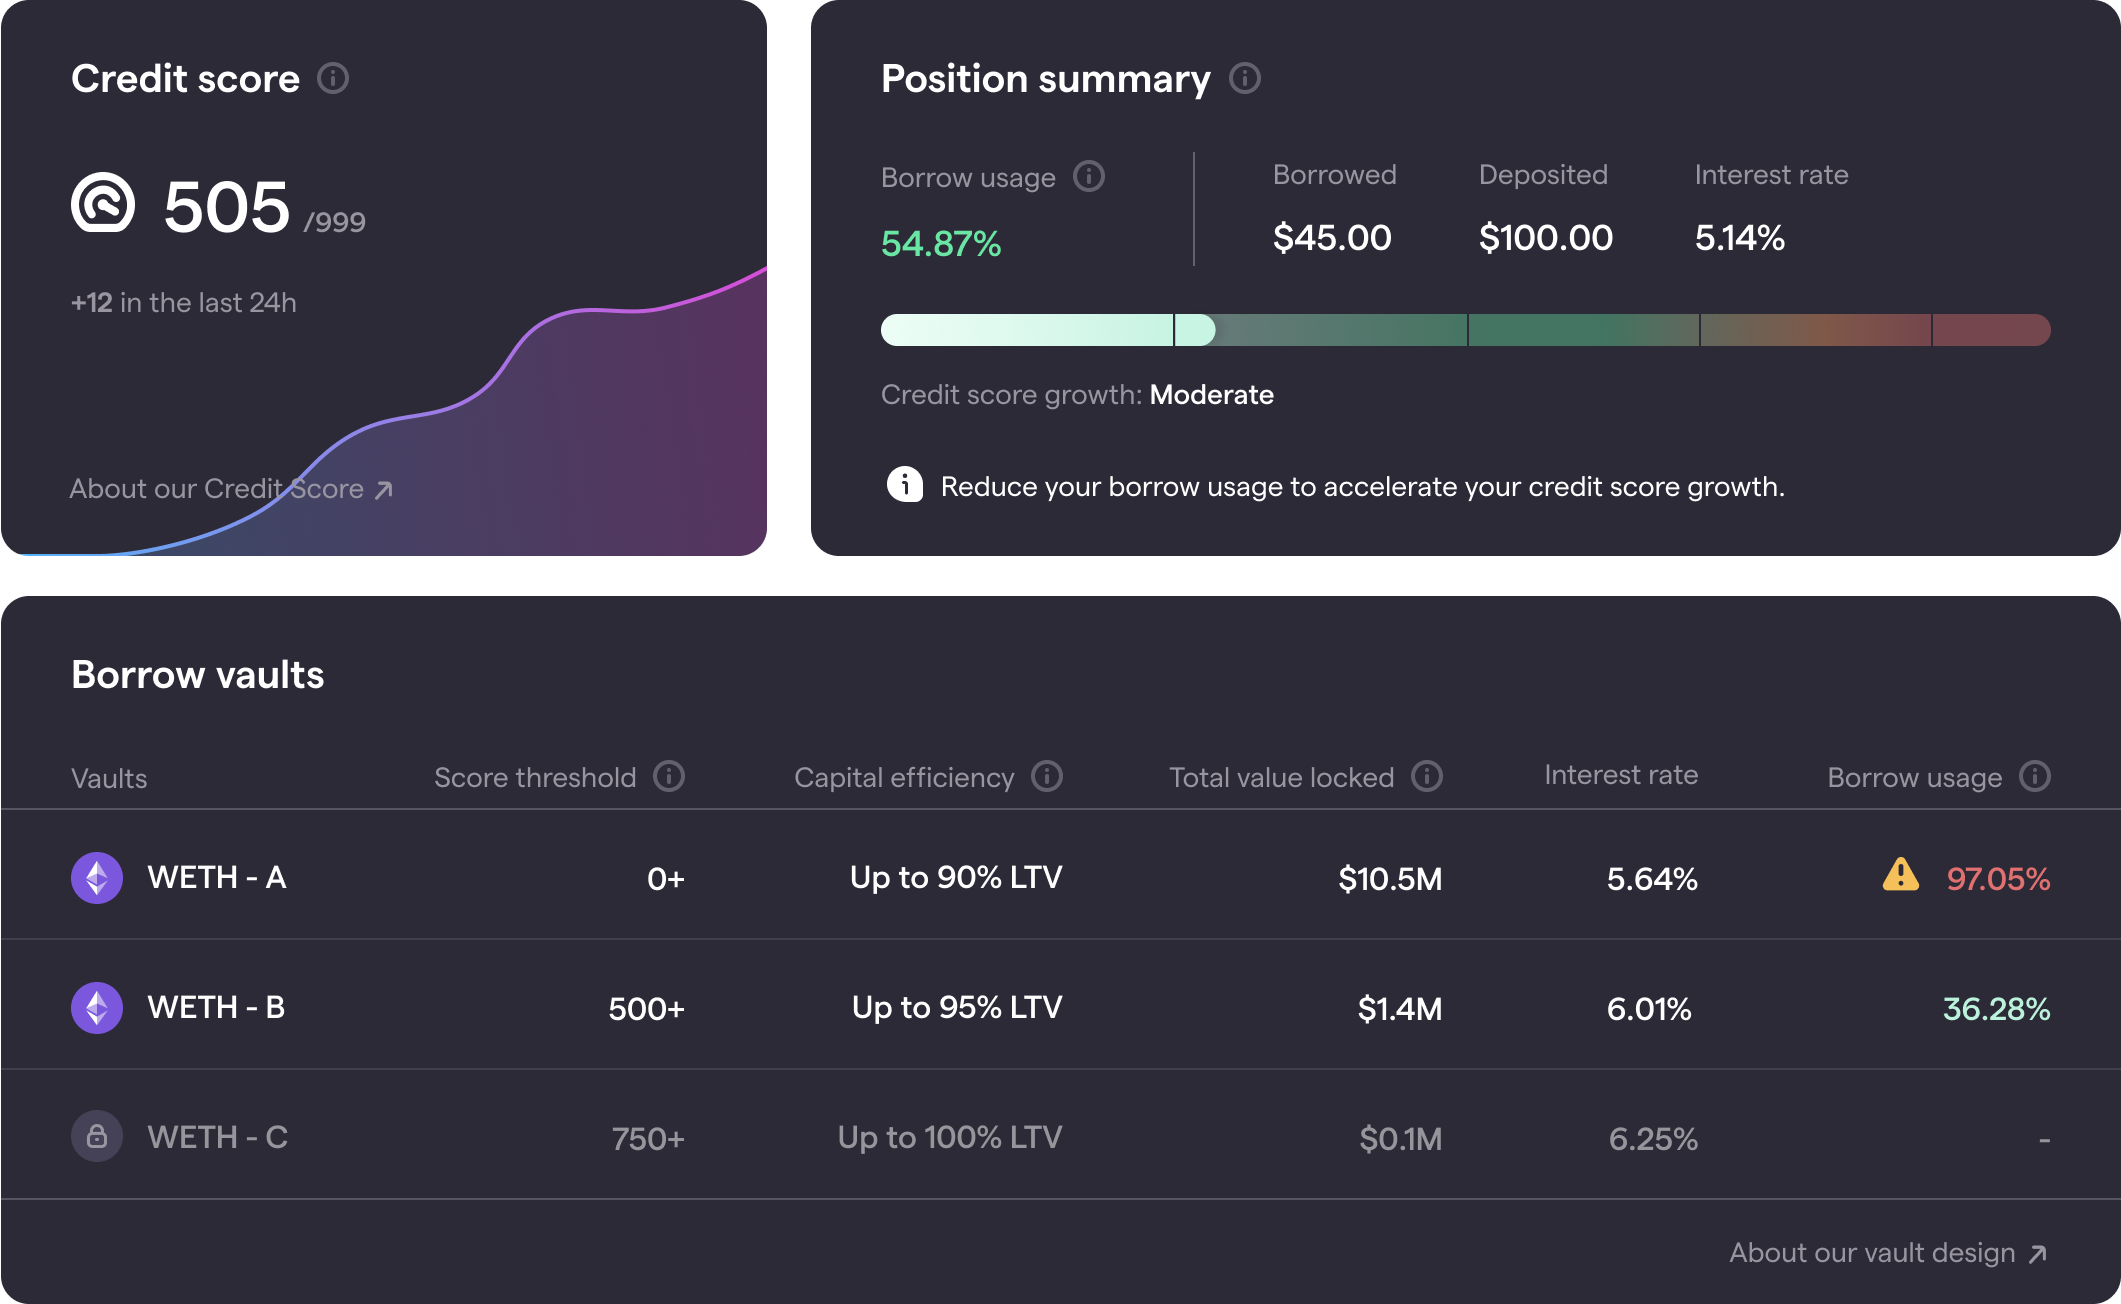 Credit score
505 /999
+12 in the last 24h
About our Credit Score
Position summary
Borrow usage
54.87%
Borrowed
$45.00
Deposited
$100.00
Interest rate
5.14%
Credit score growth: Moderate
Reduce your borrow usage to accelerate your credit score growth.
Borrow vaults
Vaults Score threshold Capital efficiency Total value locked Interest rate Borrow usage
WETH - A 0+ Up to 90% LTV $10.5M 5.64% 97.05%
WETH - B 500+ Up to 95% LTV $1.4M 6.01% 36.28%
WETH - C 750+ Up to 100% LTV $0.1M 6.25% -
About our vault design